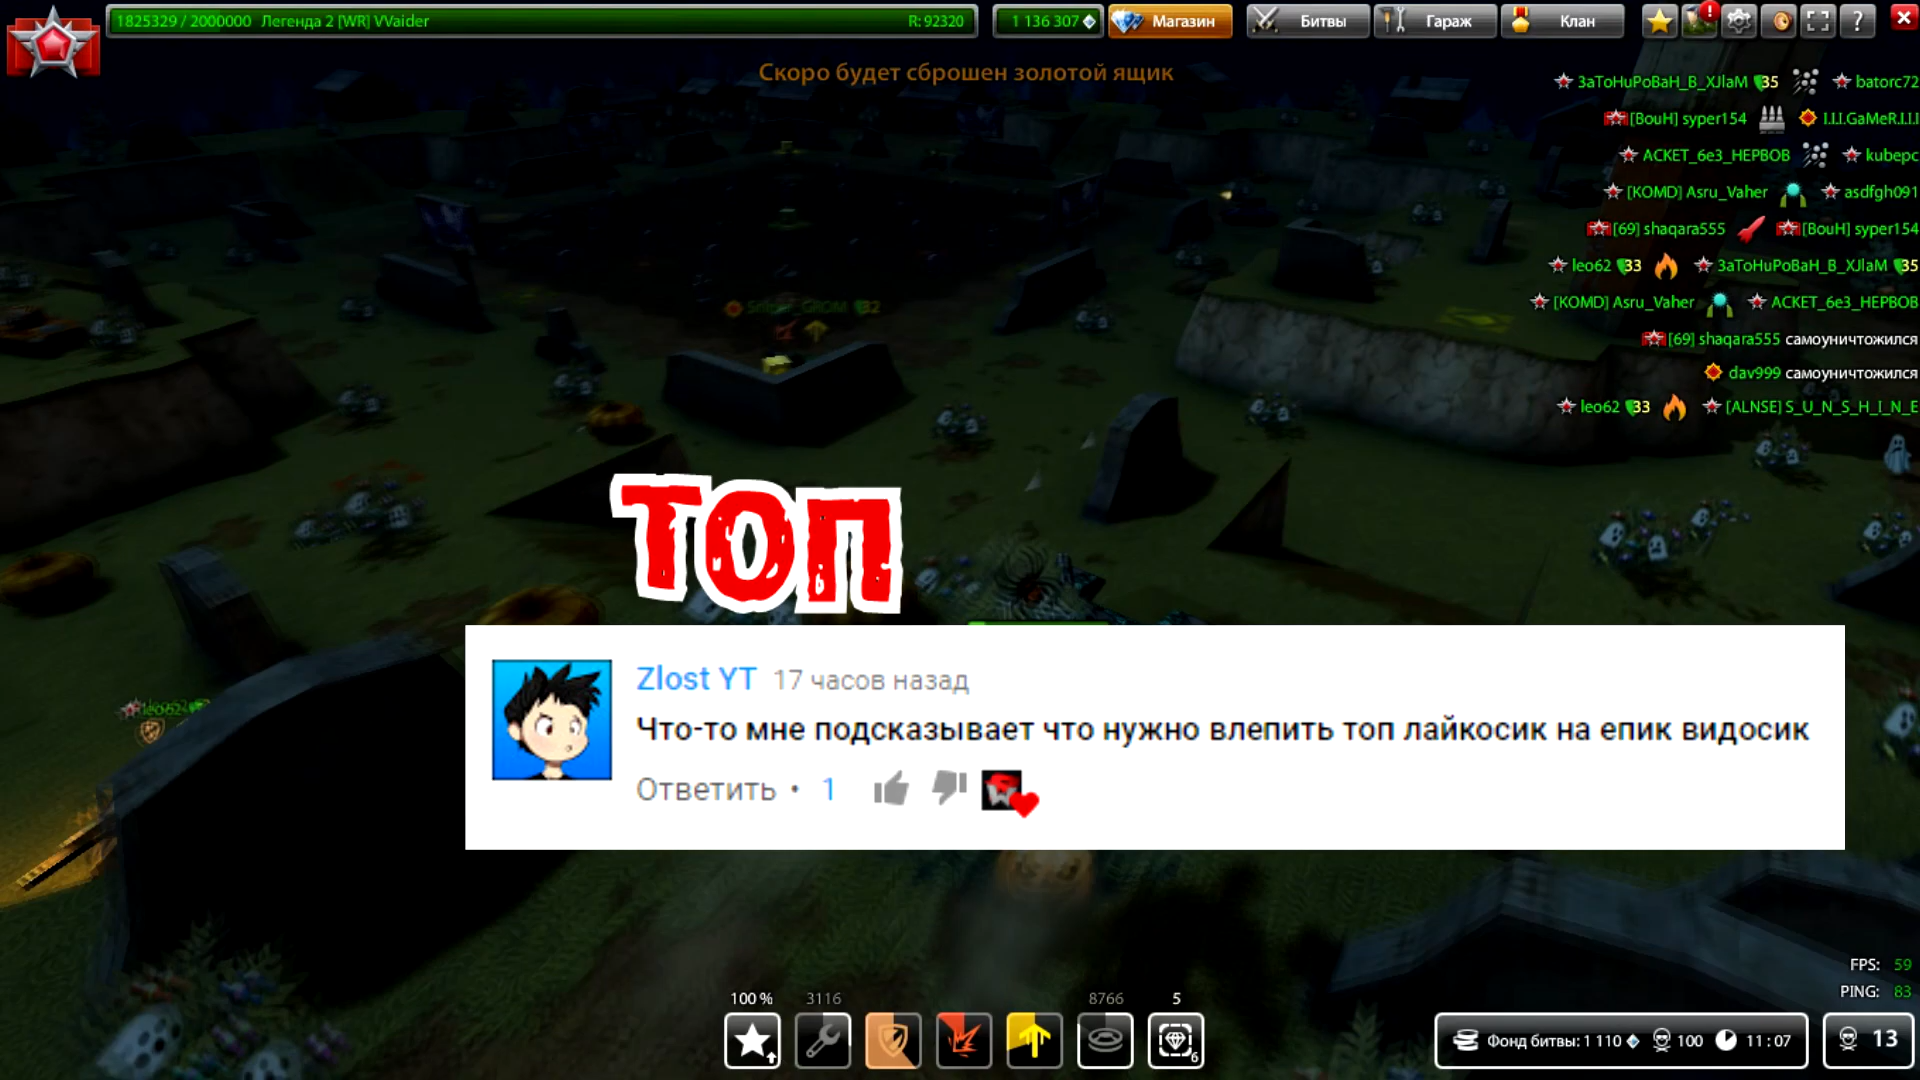 1825329 / 2000000 Легенда 2 [WR] VVaider
R: 92320
1 136 307
Магазин
Битвы
Гараж
Клан
?
Скоро будет сброшен золотой ящик
3aToHuPoBaH_B_XJlaM 35 batorc72
[BouH] syper154 I.I.I.GaMeR.I.I.I
ACKET_6e3_HEPBOB kubepc
[KOMD] Asru_Vaher asdfgh091
[69] shaqara555 [BouH] syper154
leo62 33 3aToHuPoBaH_B_XJlaM 35
[KOMD] Asru_Vaher ACKET_6e3_HEPBOB
[69] shaqara555 самоуничтожился
dav999 самоуничтожился
leo62 33 [ALNSE] S_U_N_S_H_I_N_E
ТОП
Zlost YT 17 часов назад
Что-то мне подсказывает что нужно влепить топ лайкосик на епик видосик
Ответить • 1
leo62
FPS: 59
PING: 83
100 % 3116 8766 5
6
Фонд битвы: 1 110 100 11 : 07
13